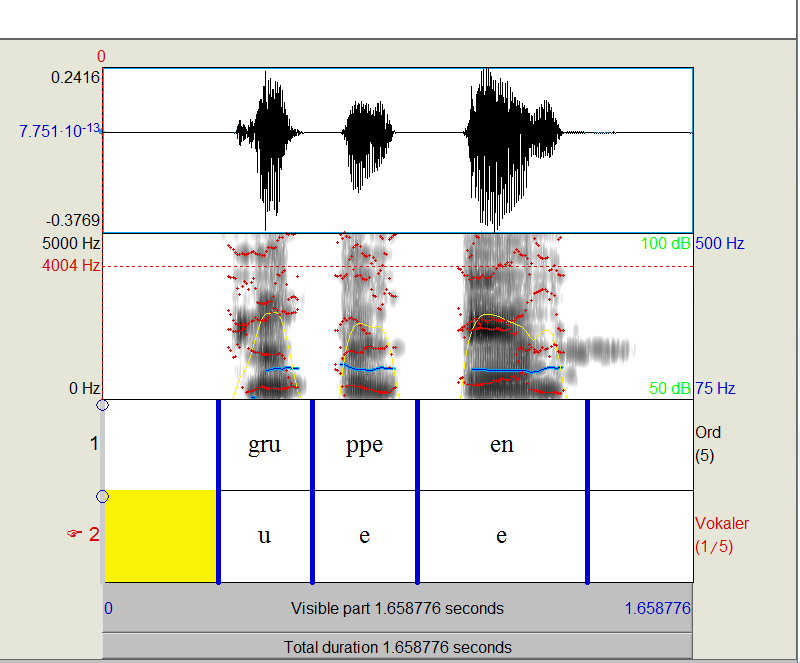 0
0.2416
7.751·10-13
-0.3769
5000 Hz 100 dB 500 Hz
4004 Hz
0 Hz 50 dB 75 Hz
1 gru ppe en Ord
(5)
☞ 2 u e e Vokaler
(1/5)
0 Visible part 1.658776 seconds 1.658776
Total duration 1.658776 seconds